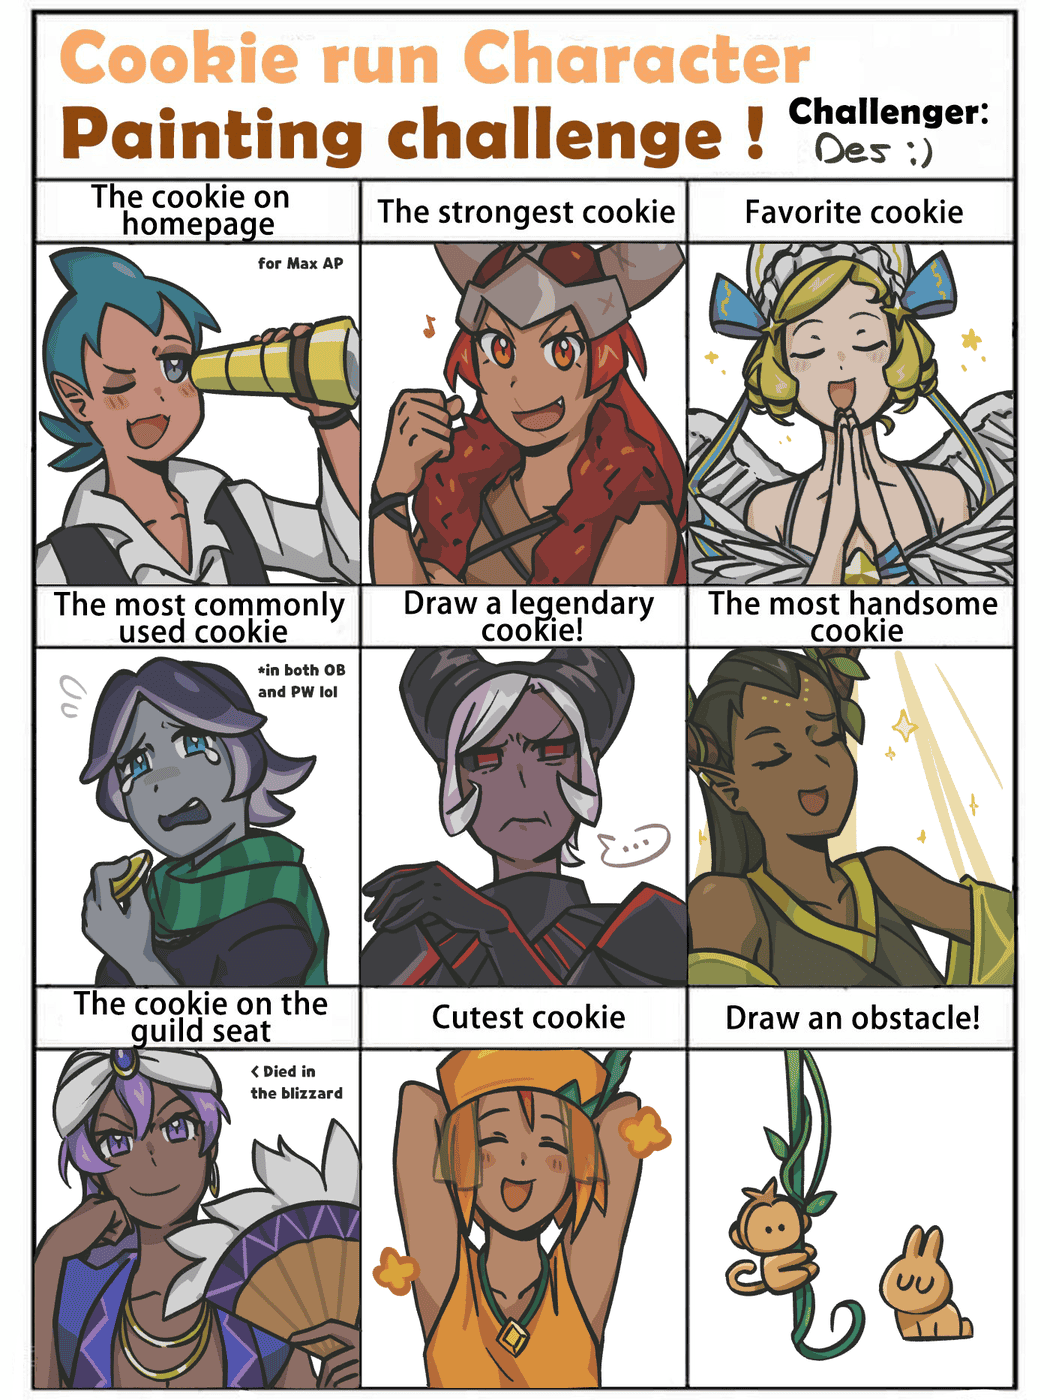 Cookie run Character
Painting challenge !
Challenger:
Des :)
The cookie on
homepage
The strongest cookie
Favorite cookie
for Max AP
The most commonly
used cookie
Draw a legendary
cookie!
The most handsome
cookie
*in both OB
and PW lol
...
The cookie on the
guild seat
Cutest cookie
Draw an obstacle!
< Died in
the blizzard